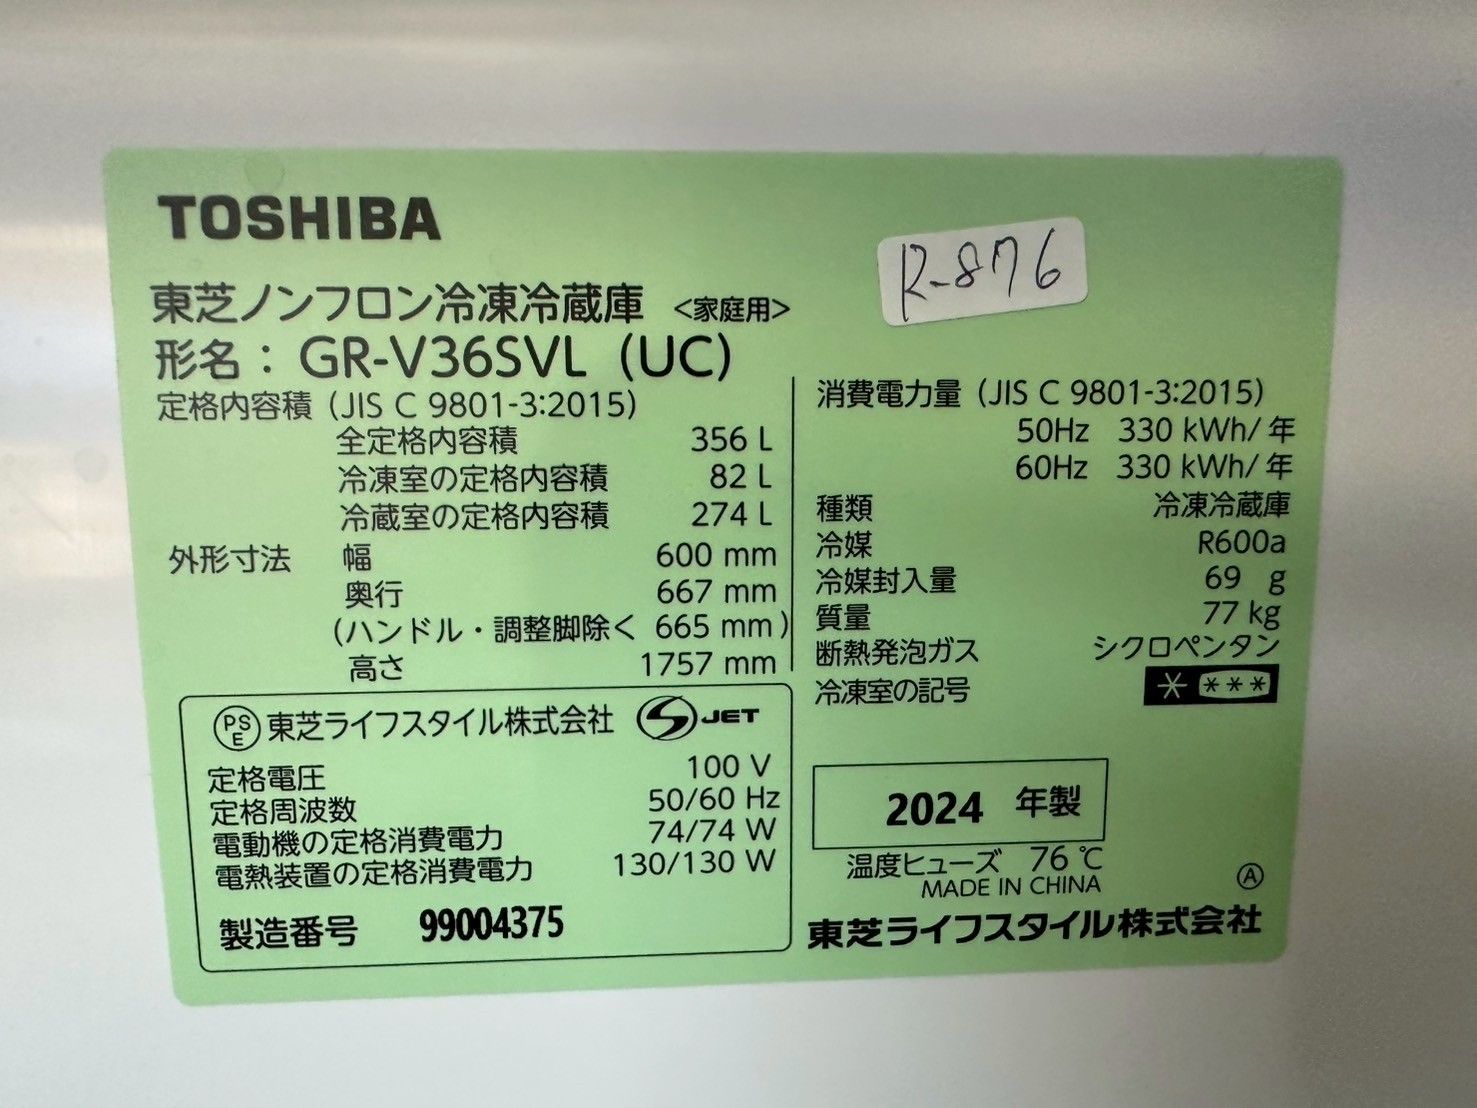 TOSHIBA
R-876
東芝ノンフロン冷凍冷蔵庫 <家庭用>
形名：GR-V36SVL (UC)
定格内容積 (JIS C 9801-3:2015)
全定格内容積 356 L
冷凍室の定格内容積 82 L
冷蔵室の定格内容積 274 L
外形寸法 幅 600 mm
奥行 667 mm
(ハンドル・調整脚除く 665 mm)
高さ 1757 mm
PSE 東芝ライフスタイル株式会社 S JET
定格電圧 100 V
定格周波数 50/60 Hz
電動機の定格消費電力 74/74 W
電熱装置の定格消費電力 130/130 W
製造番号 99004375
消費電力量 (JIS C 9801-3:2015)
50Hz 330 kWh/年
60Hz 330 kWh/年
種類 冷凍冷蔵庫
冷媒 R600a
冷媒封入量 69 g
質量 77 kg
断熱発泡ガス シクロペンタン
冷凍室の記号 * ***
2024 年製
温度ヒューズ 76 ℃
MADE IN CHINA
Ⓐ
東芝ライフスタイル株式会社